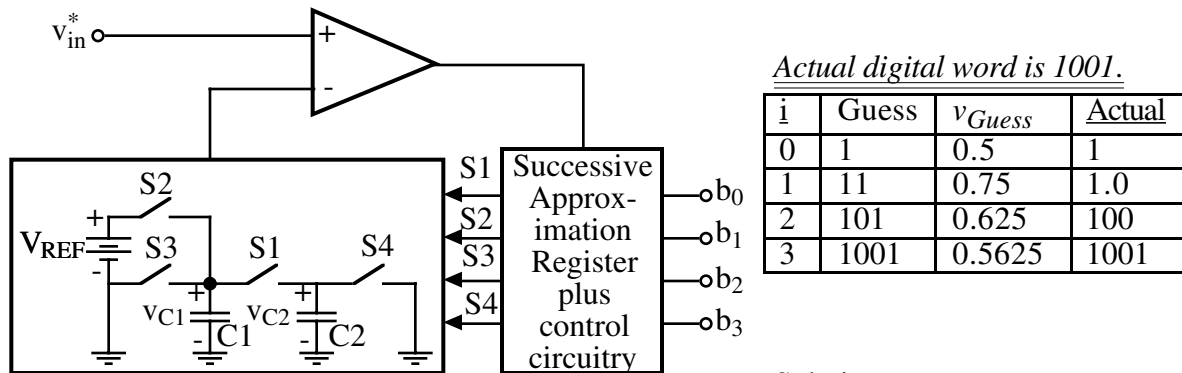 v*in
+
-
S1
S2
S3
S4
S2
+
VREF
-
S3
S1
S4
+
vC1
-
C1
+
vC2
-
C2
Successive
Approx-
imation
Register
plus
control
circuitry
b0
b1
b2
b3
Actual digital word is 1001.
i Guess vGuess Actual
0 1 0.5 1
1 11 0.75 1.0
2 101 0.625 100
3 1001 0.5625 1001